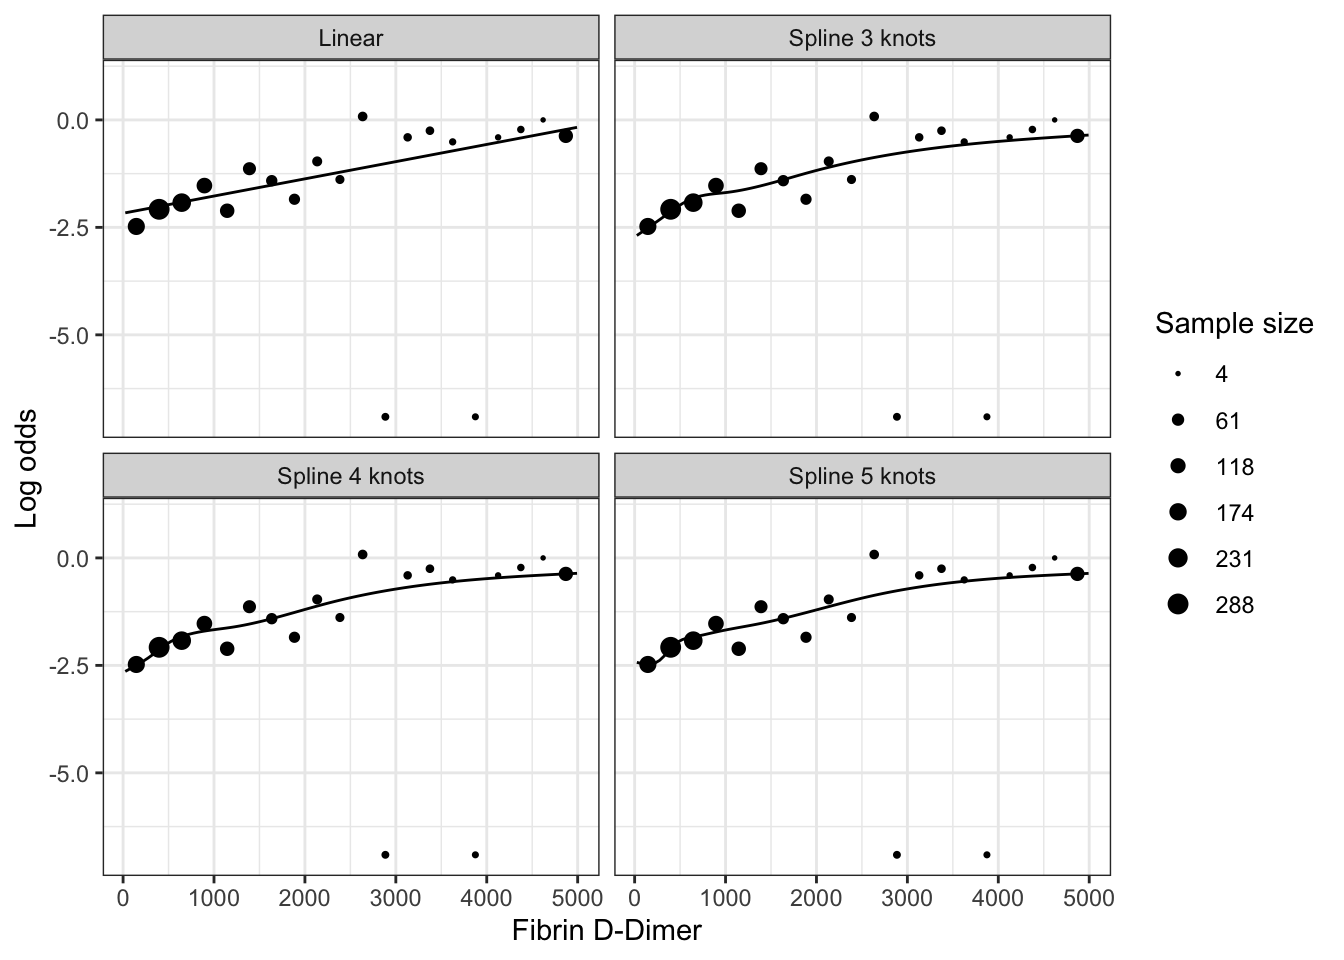 Linear
Spline 3 knots
0.0
-2.5
-5.0
Spline 4 knots
Spline 5 knots
0.0
-2.5
-5.0
0 1000 2000 3000 4000 5000
0 1000 2000 3000 4000 5000
Fibrin D-Dimer
Log odds
Sample size
4
61
118
174
231
288